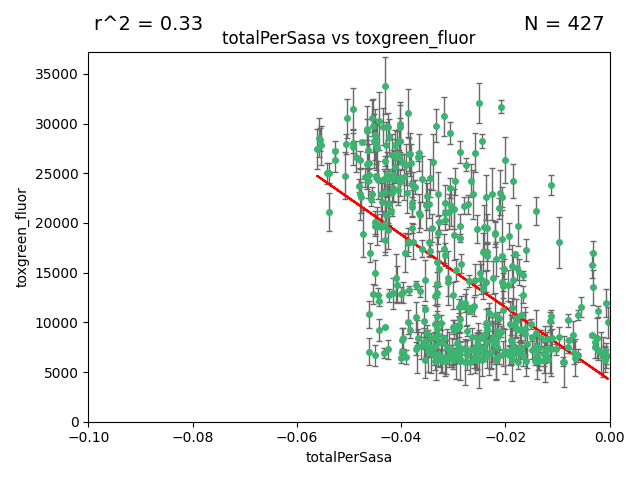 r^2 = 0.33
N = 427
totalPerSasa vs toxgreen_fluor
toxgreen_fluor
35000
30000
25000
20000
15000
10000
5000
0
−0.10
−0.08
−0.06
−0.04
−0.02
0.00
totalPerSasa